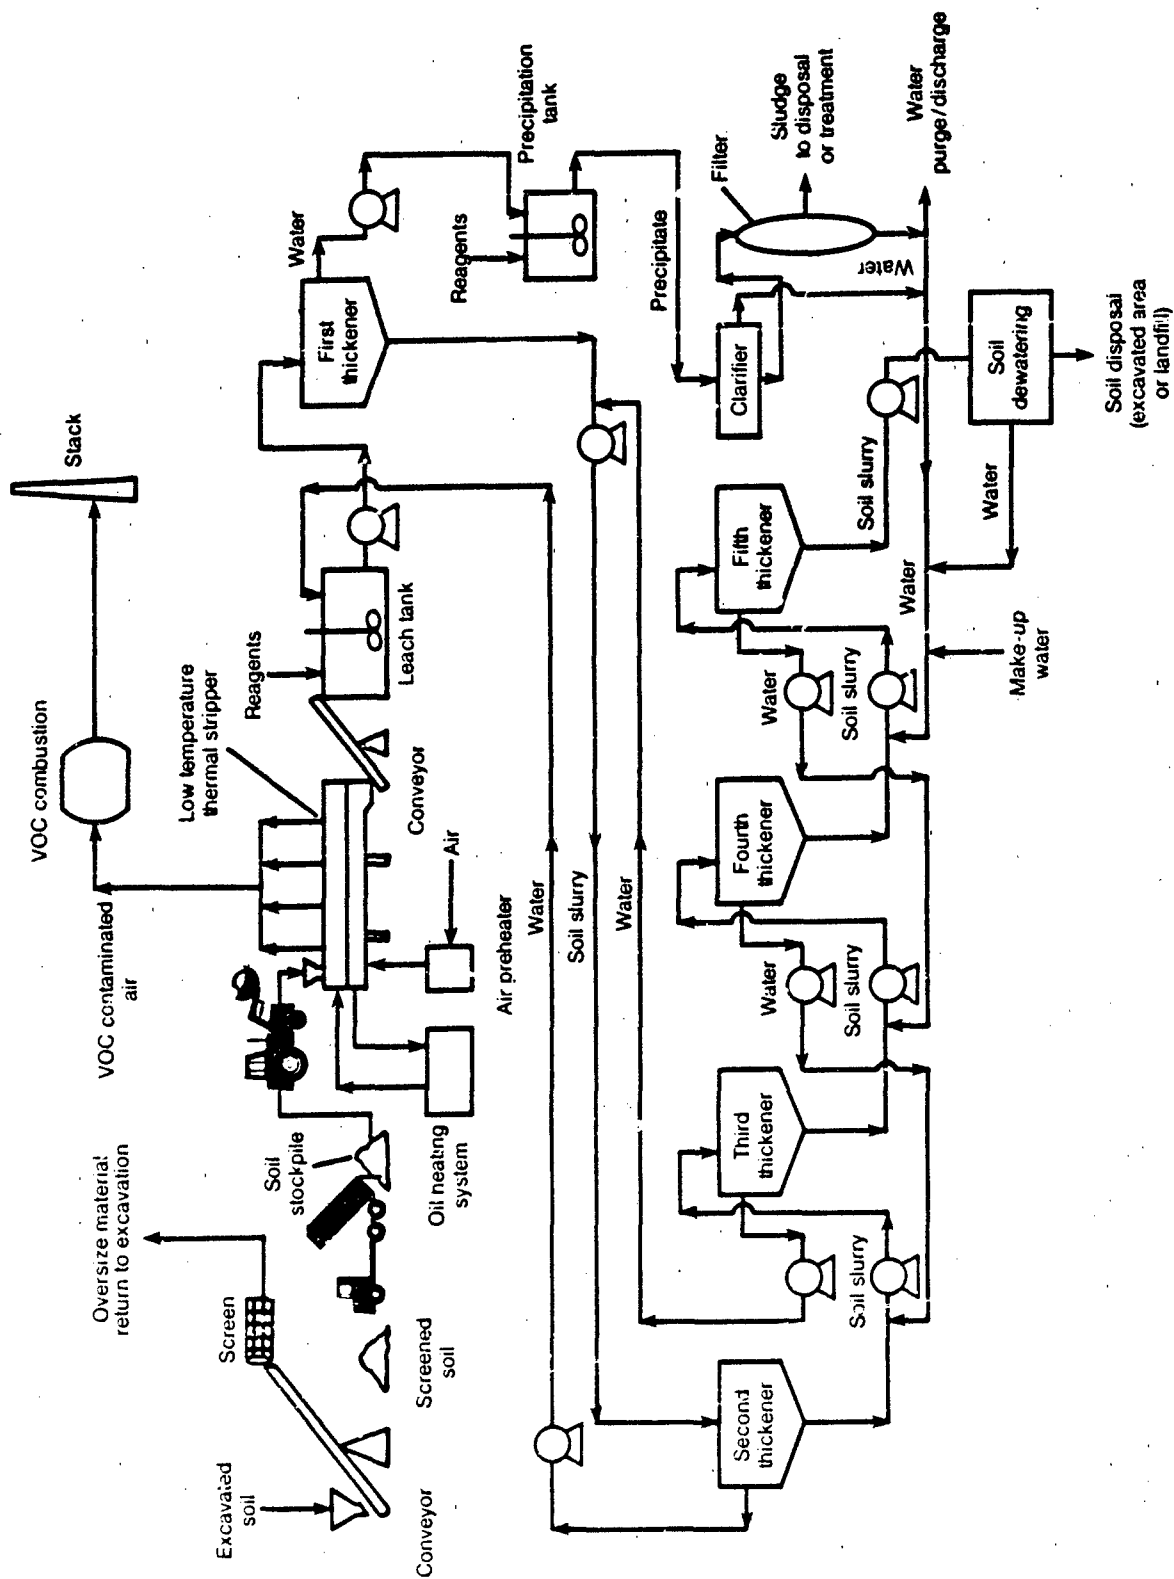 Excavated
soil
Conveyor
Screen
Oversize material
return to excavation
Screened
soil
Soil
stockpile
VOC contaminated
air
Oil heating
system
Air preheater
Air
VOC combustion
Stack
Low temperature
thermal stripper
Conveyor
Reagents
Leach tank
First
thickener
Water
Reagents
Precipitation
tank
Water
Soil slurry
Water
Precipitate
Clarifier
Filter
Sludge
to disposal
or treatment
Water
Water
purge/discharge
Second
thickener
Soil slurry
Third
thickener
Water
Soil slurry
Fourth
thickener
Water
Soil slurry
Fifth
thickener
Soil slurry
Water
Make-up
water
Water
Soil
dewatering
Soil disposal
(excavated area
or landfill)